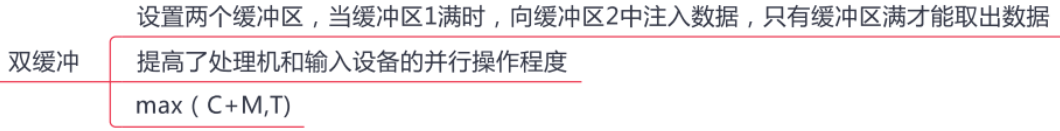 设置两个缓冲区，当缓冲区1满时，向缓冲区2中注入数据，只有缓冲区满才能取出数据
双缓冲
提高了处理机和输入设备的并行操作程度
max（C+M,T)